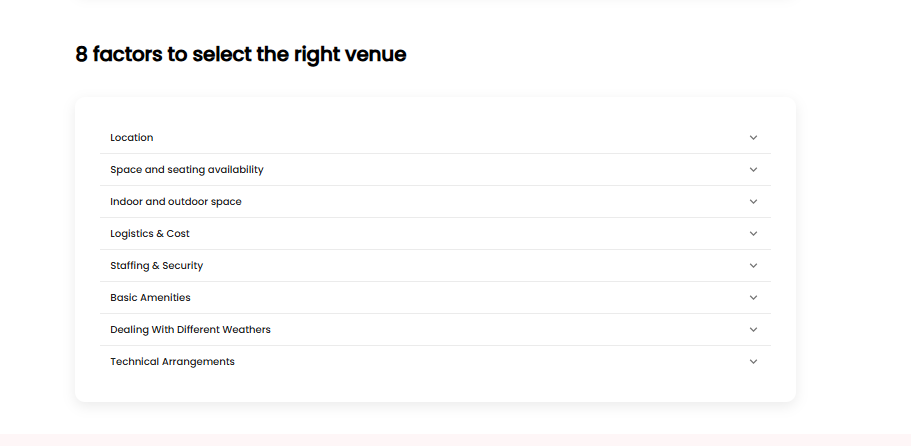 8 factors to select the right venue
Location
Space and seating availability
Indoor and outdoor space
Logistics & Cost
Staffing & Security
Basic Amenities
Dealing With Different Weathers
Technical Arrangements